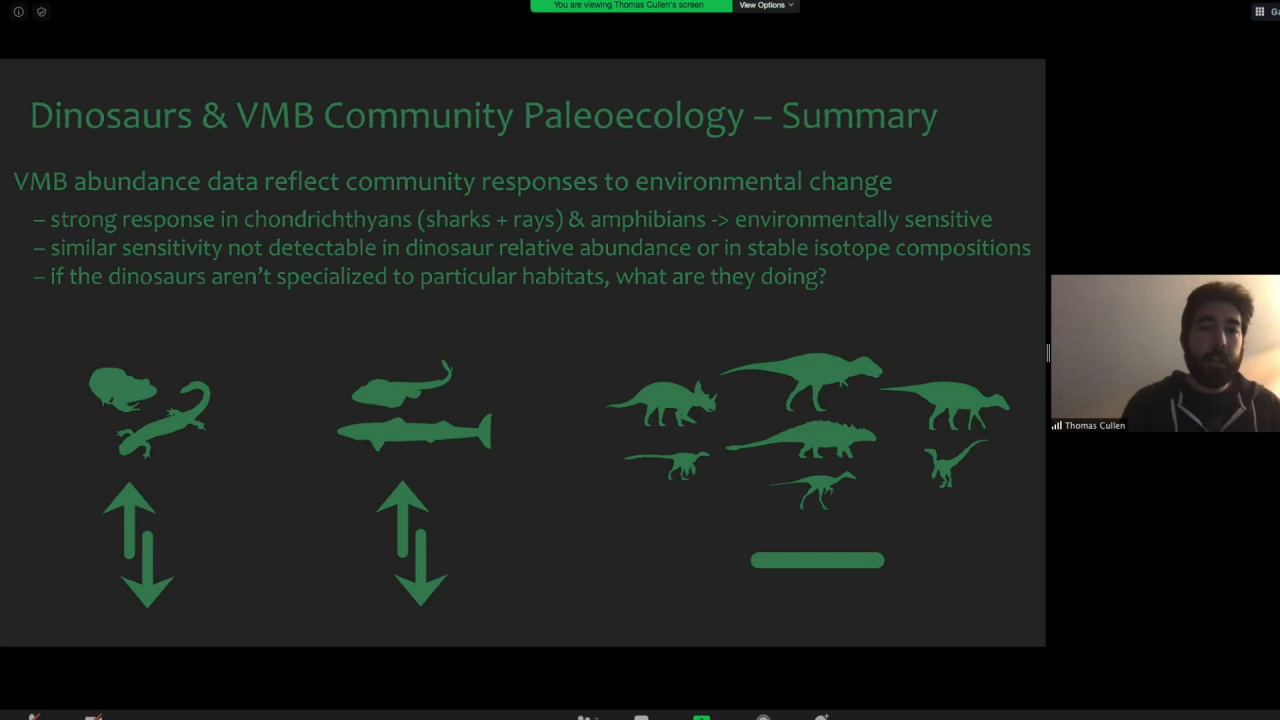 You are viewing Thomas Cullen's screen
View Options
Dinosaurs & VMB Community Paleoecology – Summary
VMB abundance data reflect community responses to environmental change
– strong response in chondrichthyans (sharks + rays) & amphibians -> environmentally sensitive
– similar sensitivity not detectable in dinosaur relative abundance or in stable isotope compositions
– if the dinosaurs aren't specialized to particular habitats, what are they doing?
Thomas Cullen